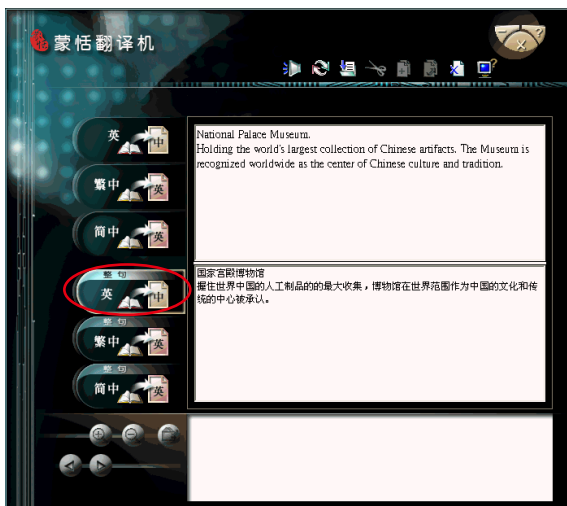 蒙恬翻译机
英 中
National Palace Museum.
Holding the world's largest collection of Chinese artifacts. The Museum is
recognized worldwide as the center of Chinese culture and tradition.
繁中 英
简中 英
整句
英 中
国家宫殿博物馆
握住世界中国的人工制品的的最大收集，博物馆在世界范围作为中国的文化和传
统的中心被承认。
整句
繁中 英
整句
简中 英